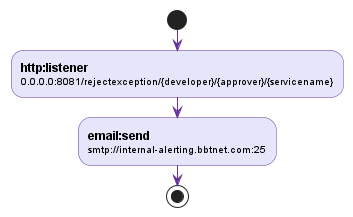 http:listener
0.0.0.0:8081/rejectexception/{developer}/{approver}/{servicename}
email:send
smtp://internal-alerting.bbtnet.com:25